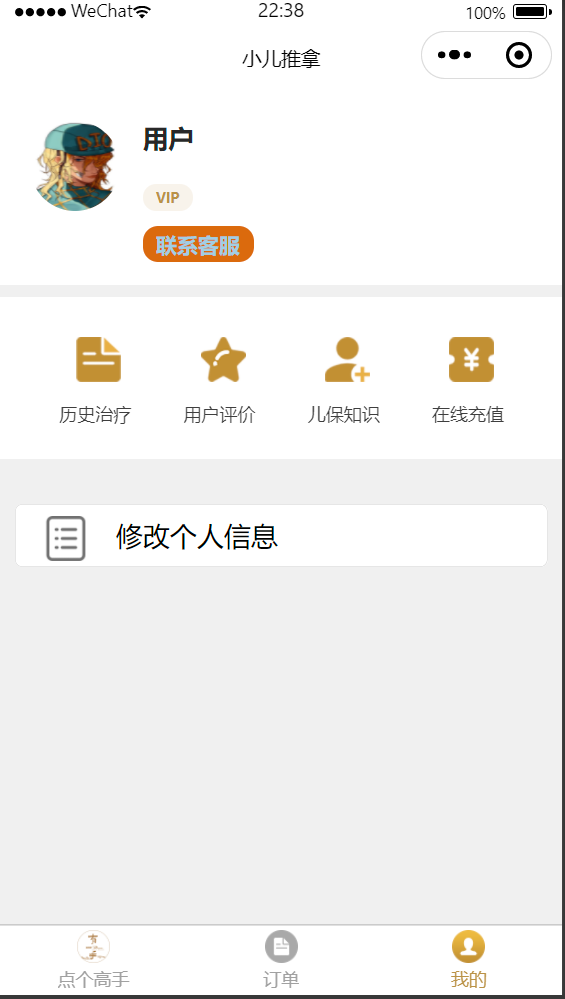 WeChat 22:38 100%
小儿推拿
用户
VIP
联系客服
历史治疗 用户评价 儿保知识 在线充值
修改个人信息
点个高手 订单 我的